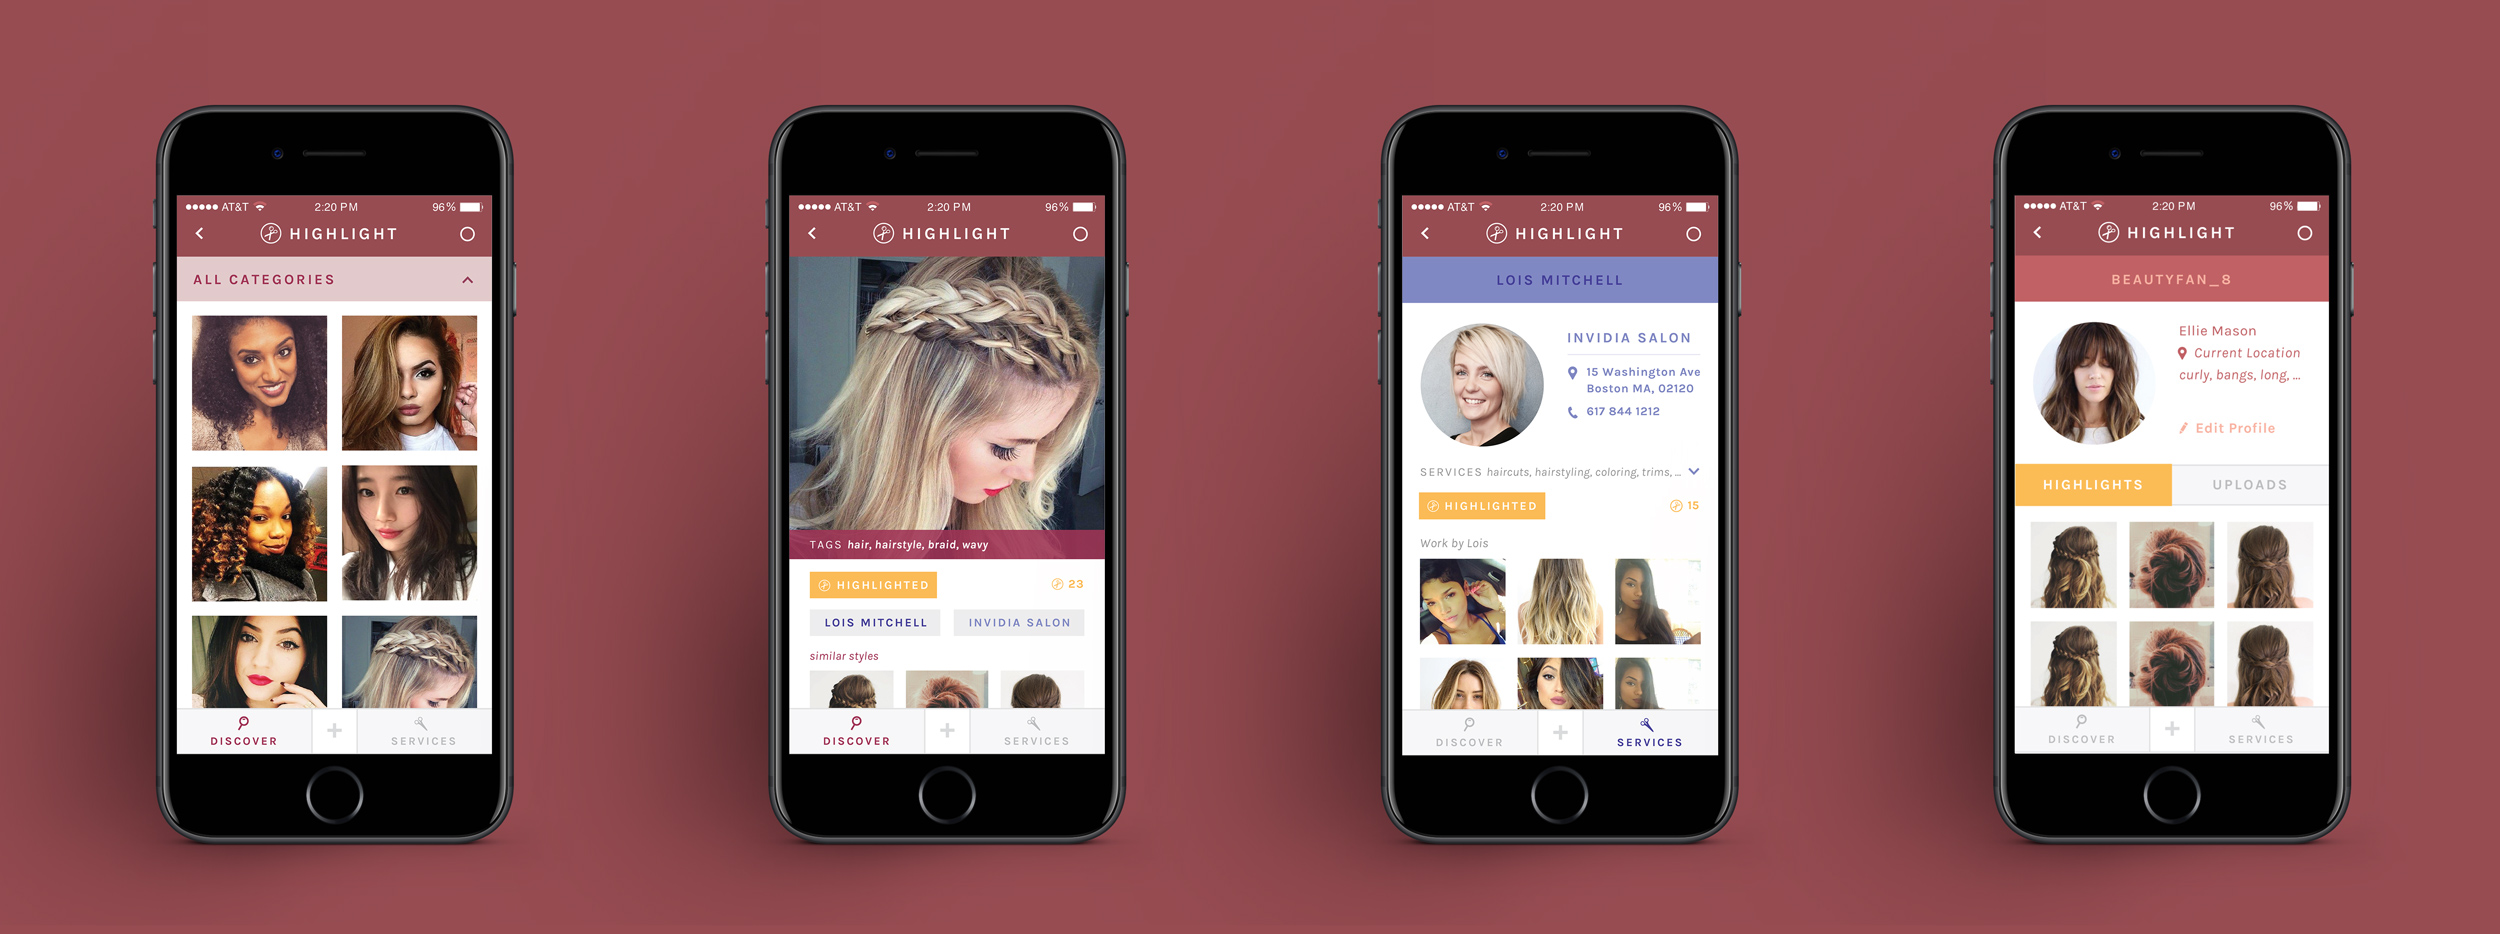 AT&T 2:20 PM 96%
HIGHLIGHT
ALL CATEGORIES
DISCOVER
+
SERVICES
AT&T 2:20 PM 96%
HIGHLIGHT
TAGS hair, hairstyle, braid, wavy
HIGHLIGHTED 23
LOIS MITCHELL INVIDIA SALON
similar styles
DISCOVER
+
SERVICES
AT&T 2:20 PM 96%
HIGHLIGHT
LOIS MITCHELL
INVIDIA SALON
15 Washington Ave
Boston MA, 02120
617 844 1212
SERVICES haircuts, hairstyling, coloring, trims, ...
HIGHLIGHTED 15
Work by Lois
DISCOVER
+
SERVICES
AT&T 2:20 PM 96%
HIGHLIGHT
BEAUTYFAN_8
Ellie Mason
Current Location
curly, bangs, long, ...
Edit Profile
HIGHLIGHTS UPLOADS
DISCOVER
+
SERVICES